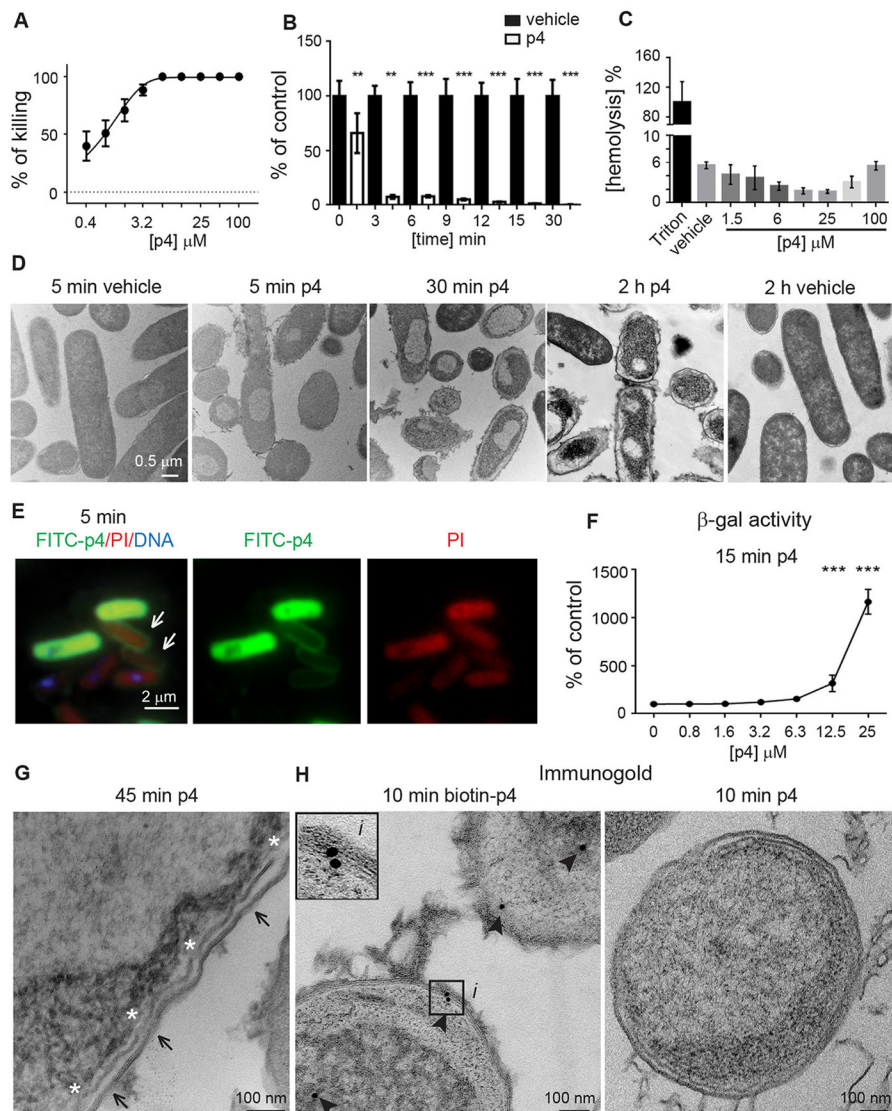 A
% of killing
100
50
0
0.4 3.2 25 100
[p4] μM
B
vehicle
p4
% of control
150
100
50
0
** ** *** *** *** *** ***
0 3 6 9 12 15 30
[time] min
C
[hemolysis] %
160
120
80
10
6
2
0
Triton
vehicle
1.5 6 25 100
[p4] μM
D
5 min vehicle 5 min p4 30 min p4 2 h p4 2 h vehicle
0.5 μm
E
5 min
FITC-p4/PI/DNA FITC-p4 PI
2 μm
F
β-gal activity
15 min p4
*** ***
% of control
1500
1000
500
0
0 0.8 1.6 3.2 6.3 12.5 25
[p4] μM
G
45 min p4
*
*
*
*
100 nm
H
Immunogold
10 min biotin-p4 10 min p4
i
i
100 nm 100 nm